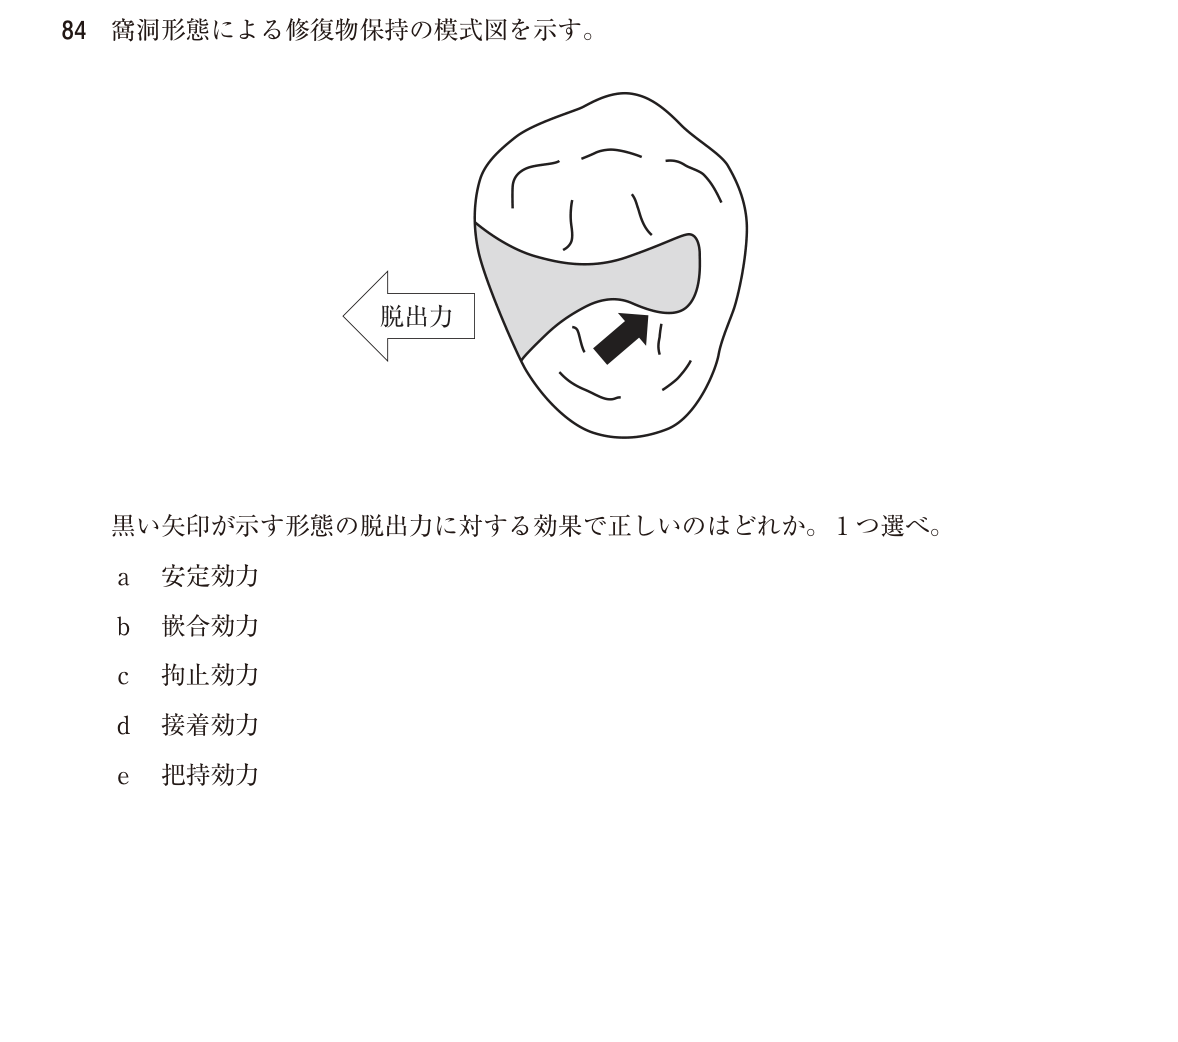 84 窩洞形態による修復物保持の模式図を示す。
脱出力
黒い矢印が示す形態の脱出力に対する効果で正しいのはどれか。1つ選べ。
a 安定効力
b 嵌合効力
c 拘止効力
d 接着効力
e 把持効力